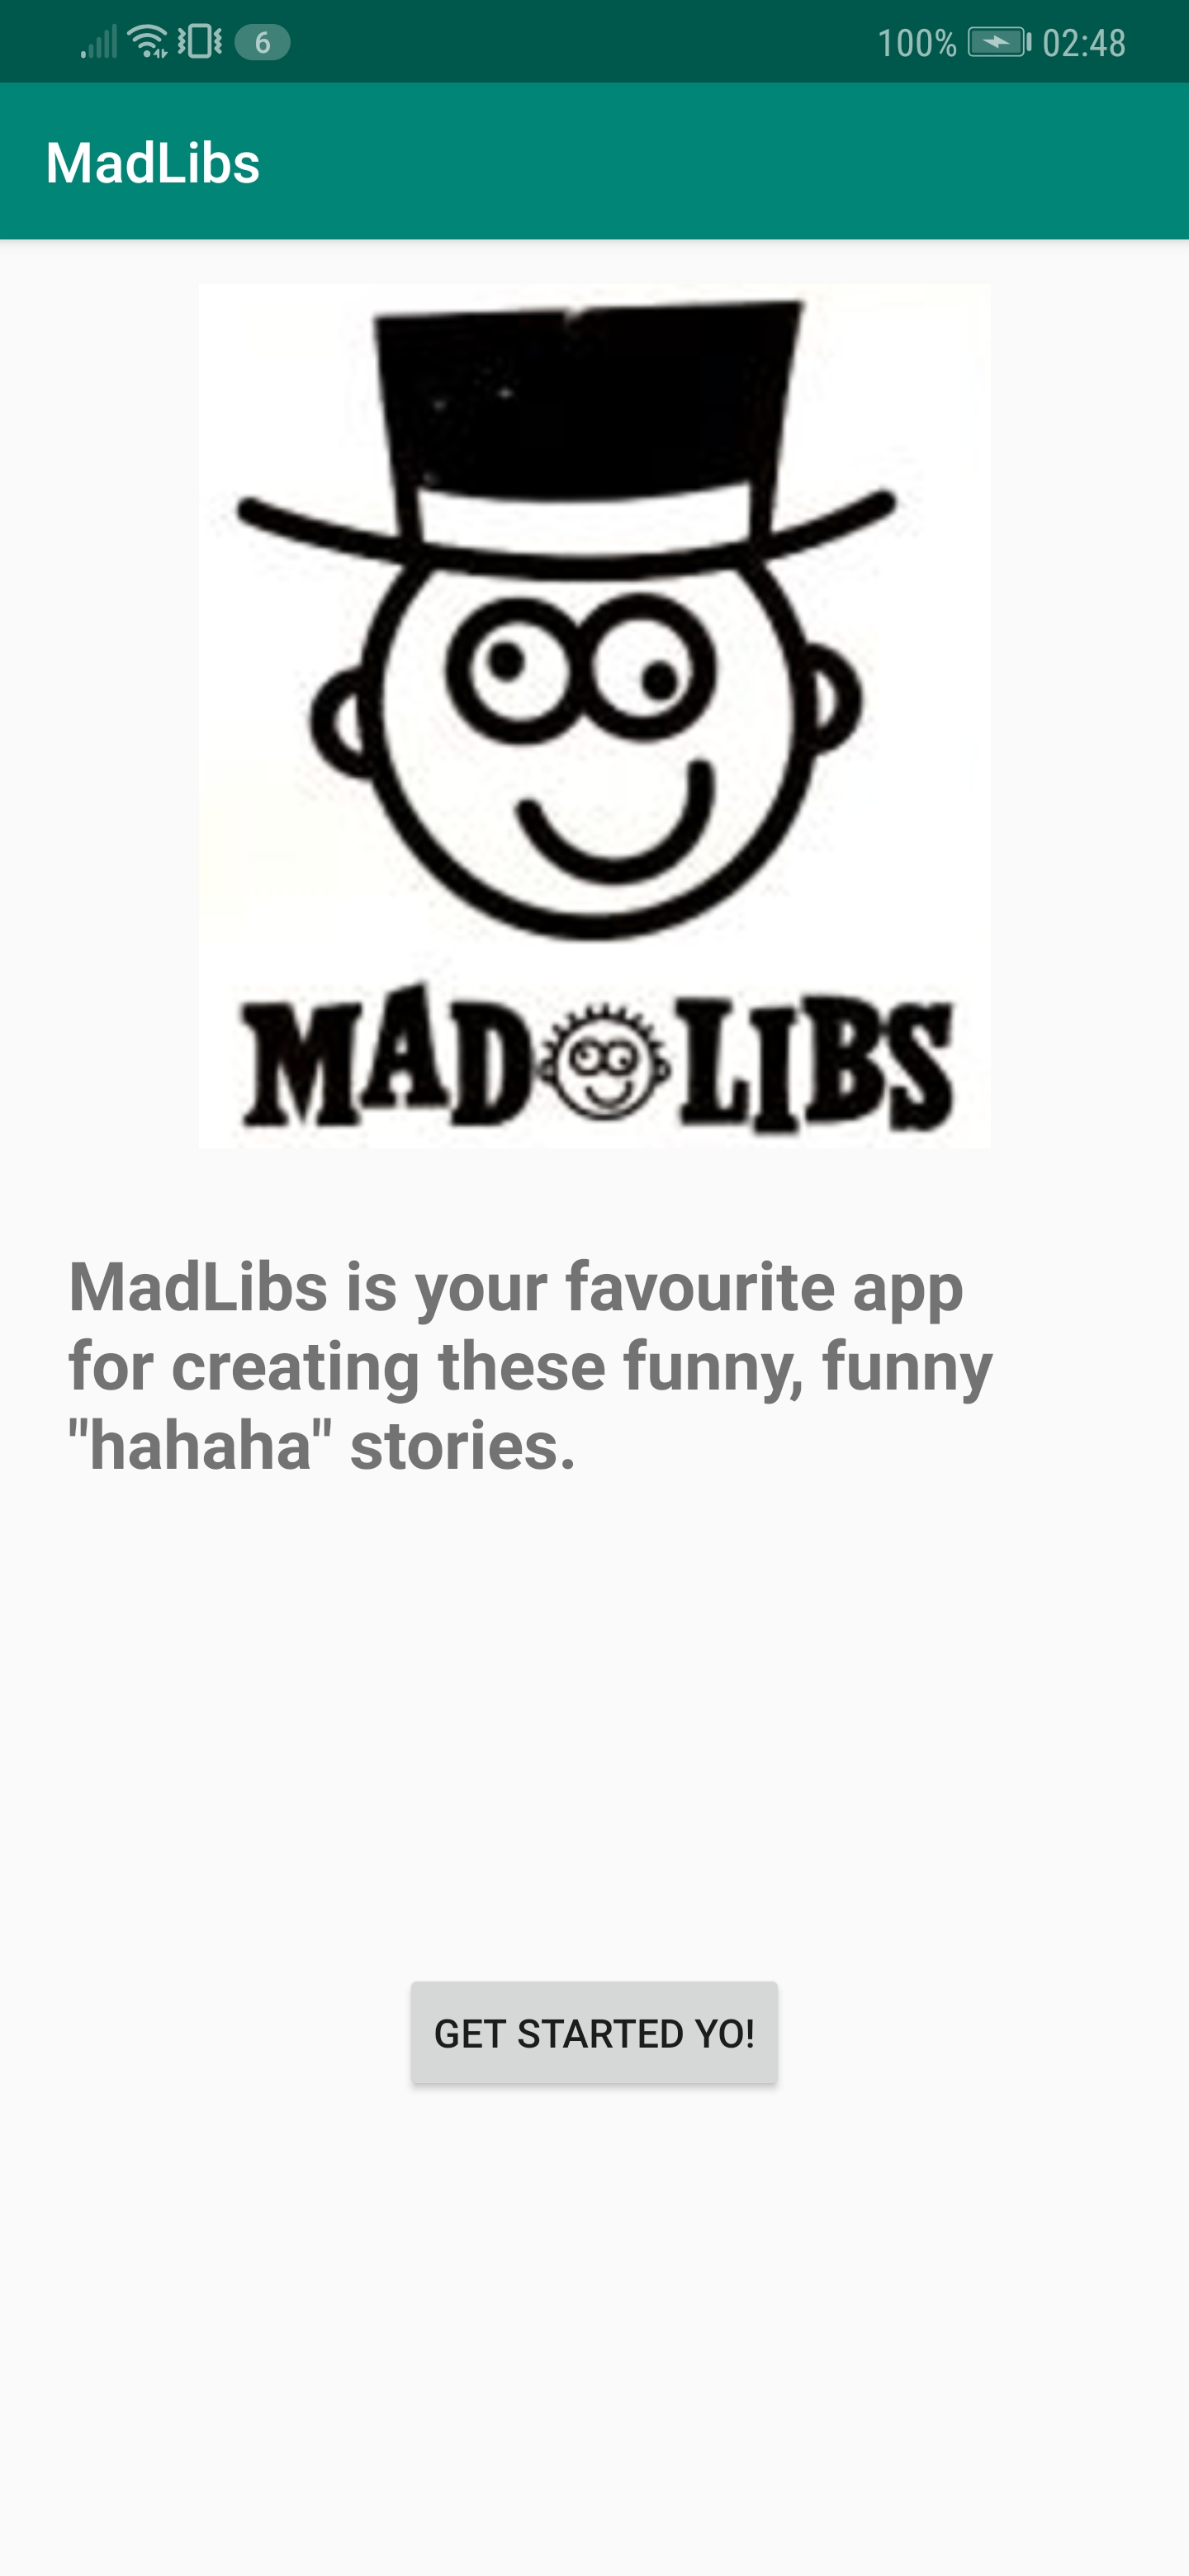 6 100% 02:48
MadLibs
MAD LIBS
MadLibs is your favourite app
for creating these funny, funny
"hahaha" stories.
GET STARTED YO!